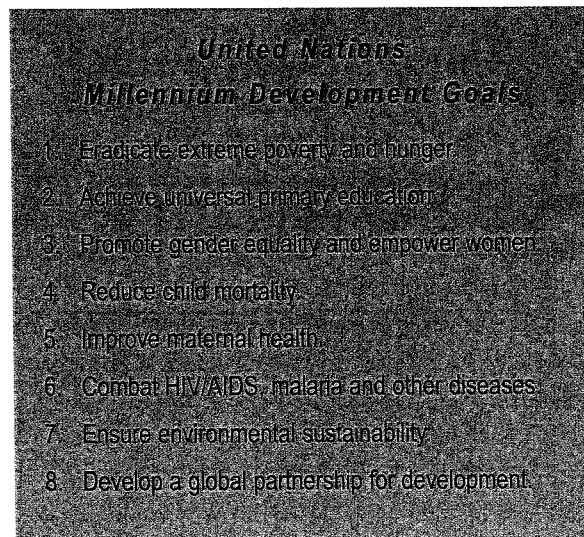 United Nations
Millennium Development Goals
1. Eradicate extreme poverty and hunger.
2. Achieve universal primary education.
3. Promote gender equality and empower women.
4. Reduce child mortality.
5. Improve maternal health.
6. Combat HIV/AIDS, malaria and other diseases.
7. Ensure environmental sustainability.
8. Develop a global partnership for development.